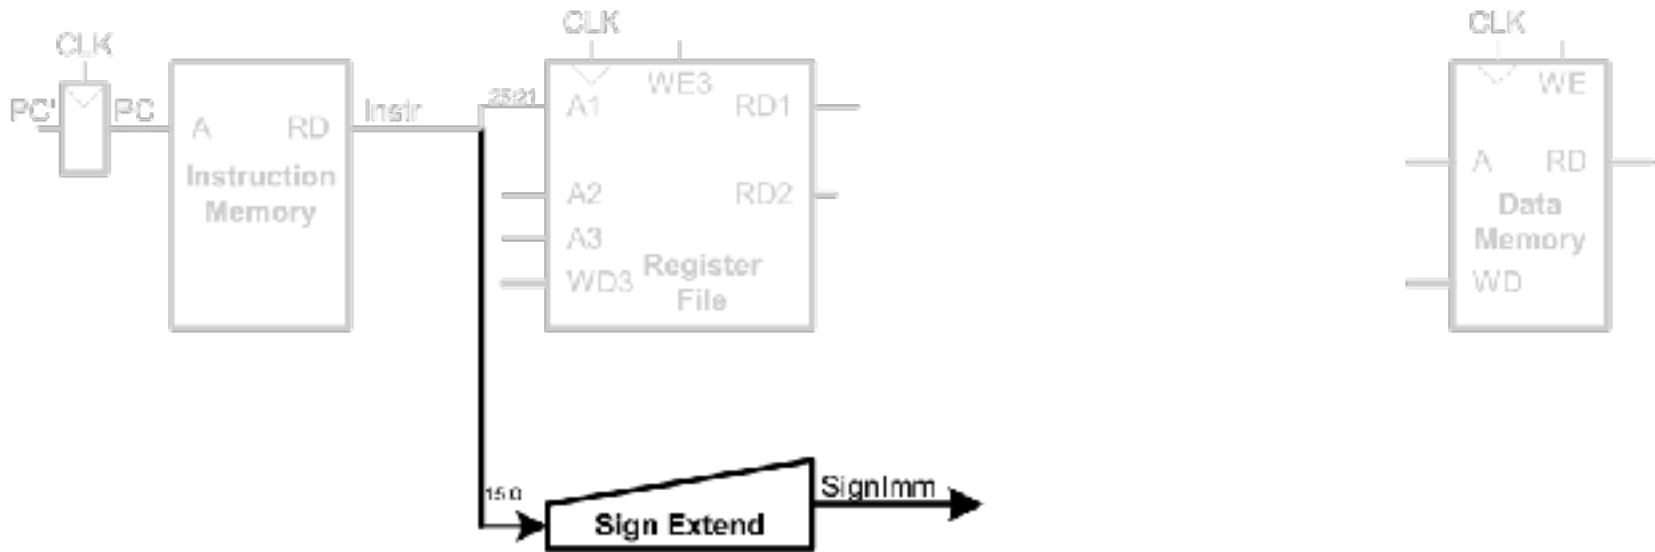 CLK
CLK
CLK
PC'
PC
A
RD
Instruction
Memory
Instr
25:21
A1
WE3
RD1
A2
RD2
A3
WD3
Register
File
WE
A
RD
Data
Memory
WD
15:0
Sign Extend
SignImm